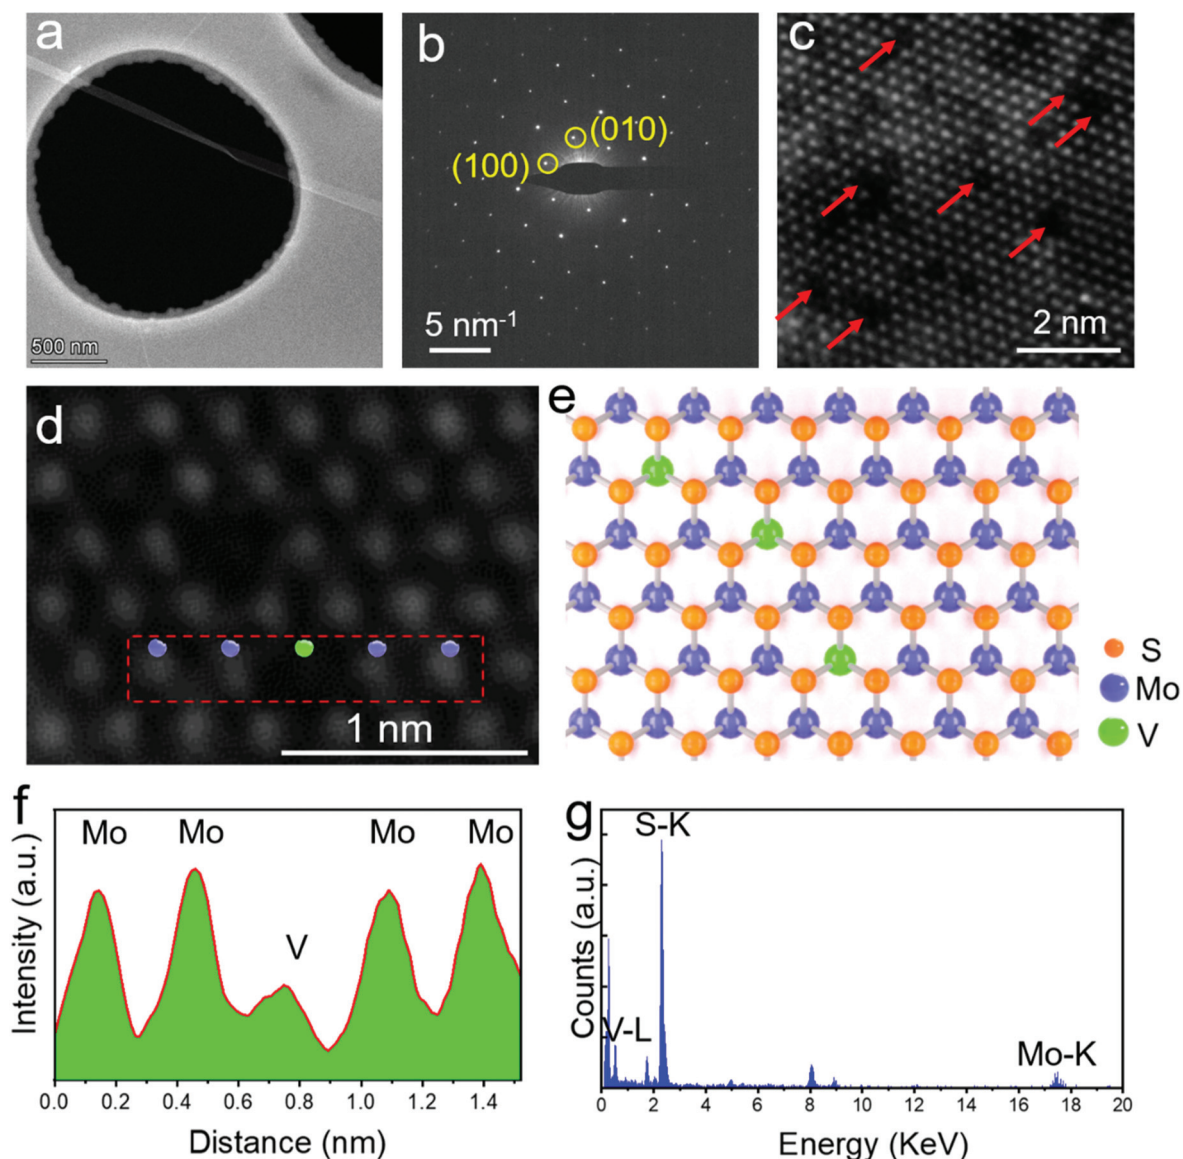 a
500 nm
b
(010)
(100)
5 nm-1
c
2 nm
d
1 nm
e
S
Mo
V
f
Mo
Mo
V
Mo
Mo
Intensity (a.u.)
0.0 0.2 0.4 0.6 0.8 1.0 1.2 1.4
Distance (nm)
g
S-K
V-L
Mo-K
Counts (a.u.)
0 2 4 6 8 10 12 14 16 18 20
Energy (KeV)